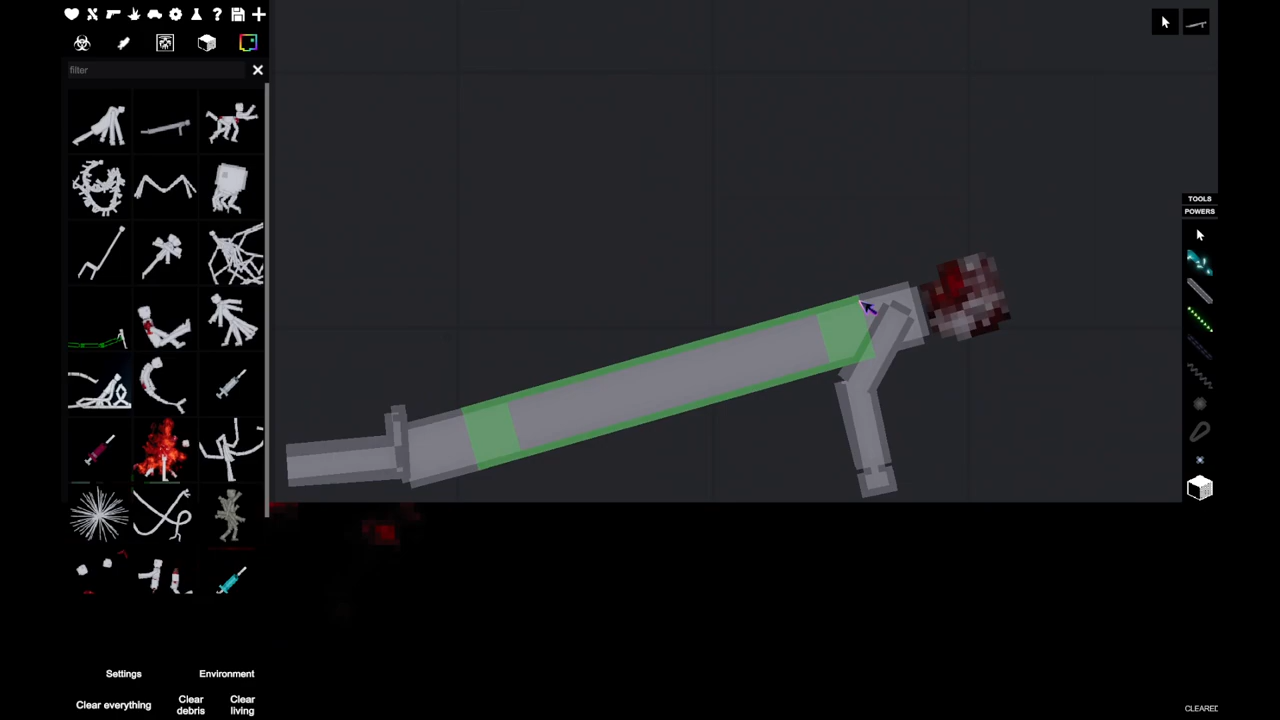 filter
TOOLS
POWERS
Settings
Environment
Clear everything
Clear debris
Clear living
CLEARED